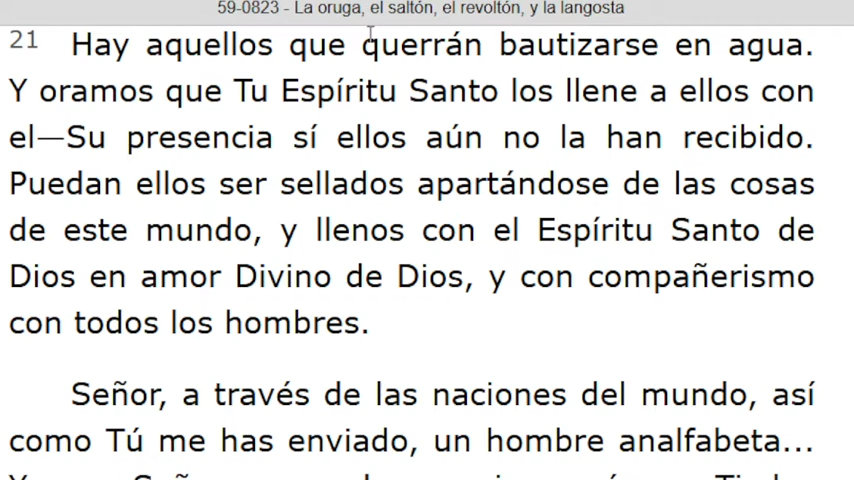 59-0823 - La oruga, el saltón, el revoltón, y la langosta
21 Hay aquellos que querrán bautizarse en agua.
Y oramos que Tu Espíritu Santo los llene a ellos con
el—Su presencia sí ellos aún no la han recibido.
Puedan ellos ser sellados apartándose de las cosas
de este mundo, y llenos con el Espíritu Santo de
Dios en amor Divino de Dios, y con compañerismo
con todos los hombres.
Señor, a través de las naciones del mundo, así
como Tú me has enviado, un hombre analfabeta...